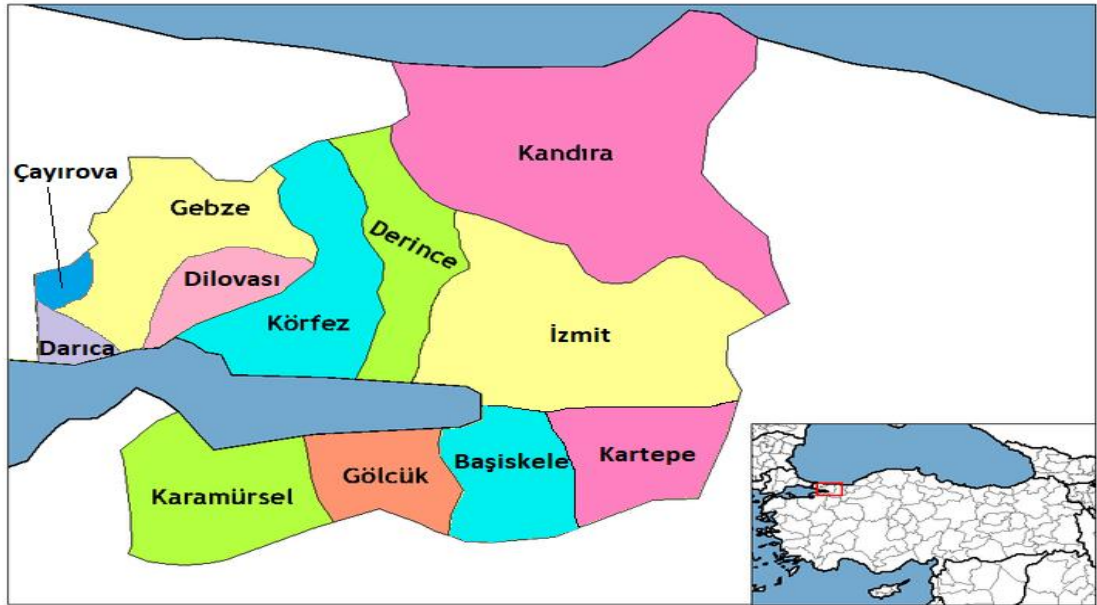 Kandıra
Çayırova
Gebze
Derince
Dilovası
Körfez
İzmit
Darıca
Başiskele
Kartepe
Gölcük
Karamürsel